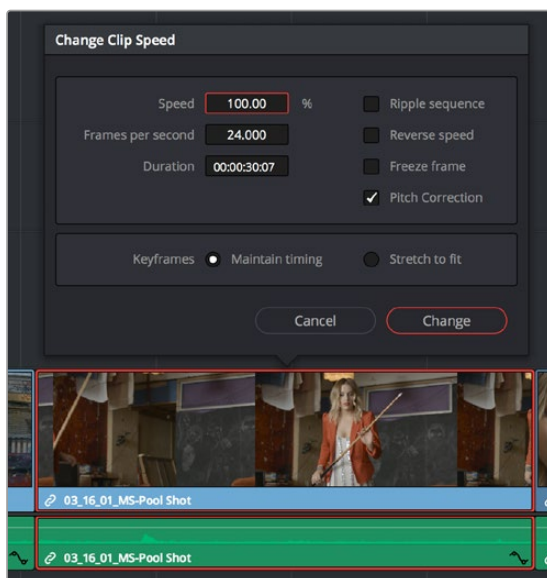 Change Clip Speed
Speed 100.00 % Ripple sequence
Frames per second 24.000 Reverse speed
Duration 00:00:30:07 Freeze frame
Pitch Correction
Keyframes Maintain timing Stretch to fit
Cancel Change
03_16_01_MS-Pool Shot
03_16_01_MS-Pool Shot